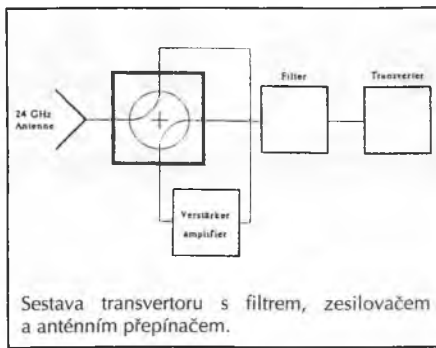 Filter
Transverter
24 GHz
Antenne
Verstärker
amplifier
Sestava transvertoru s filtrem, zesilovačem
a anténním přepínačem.